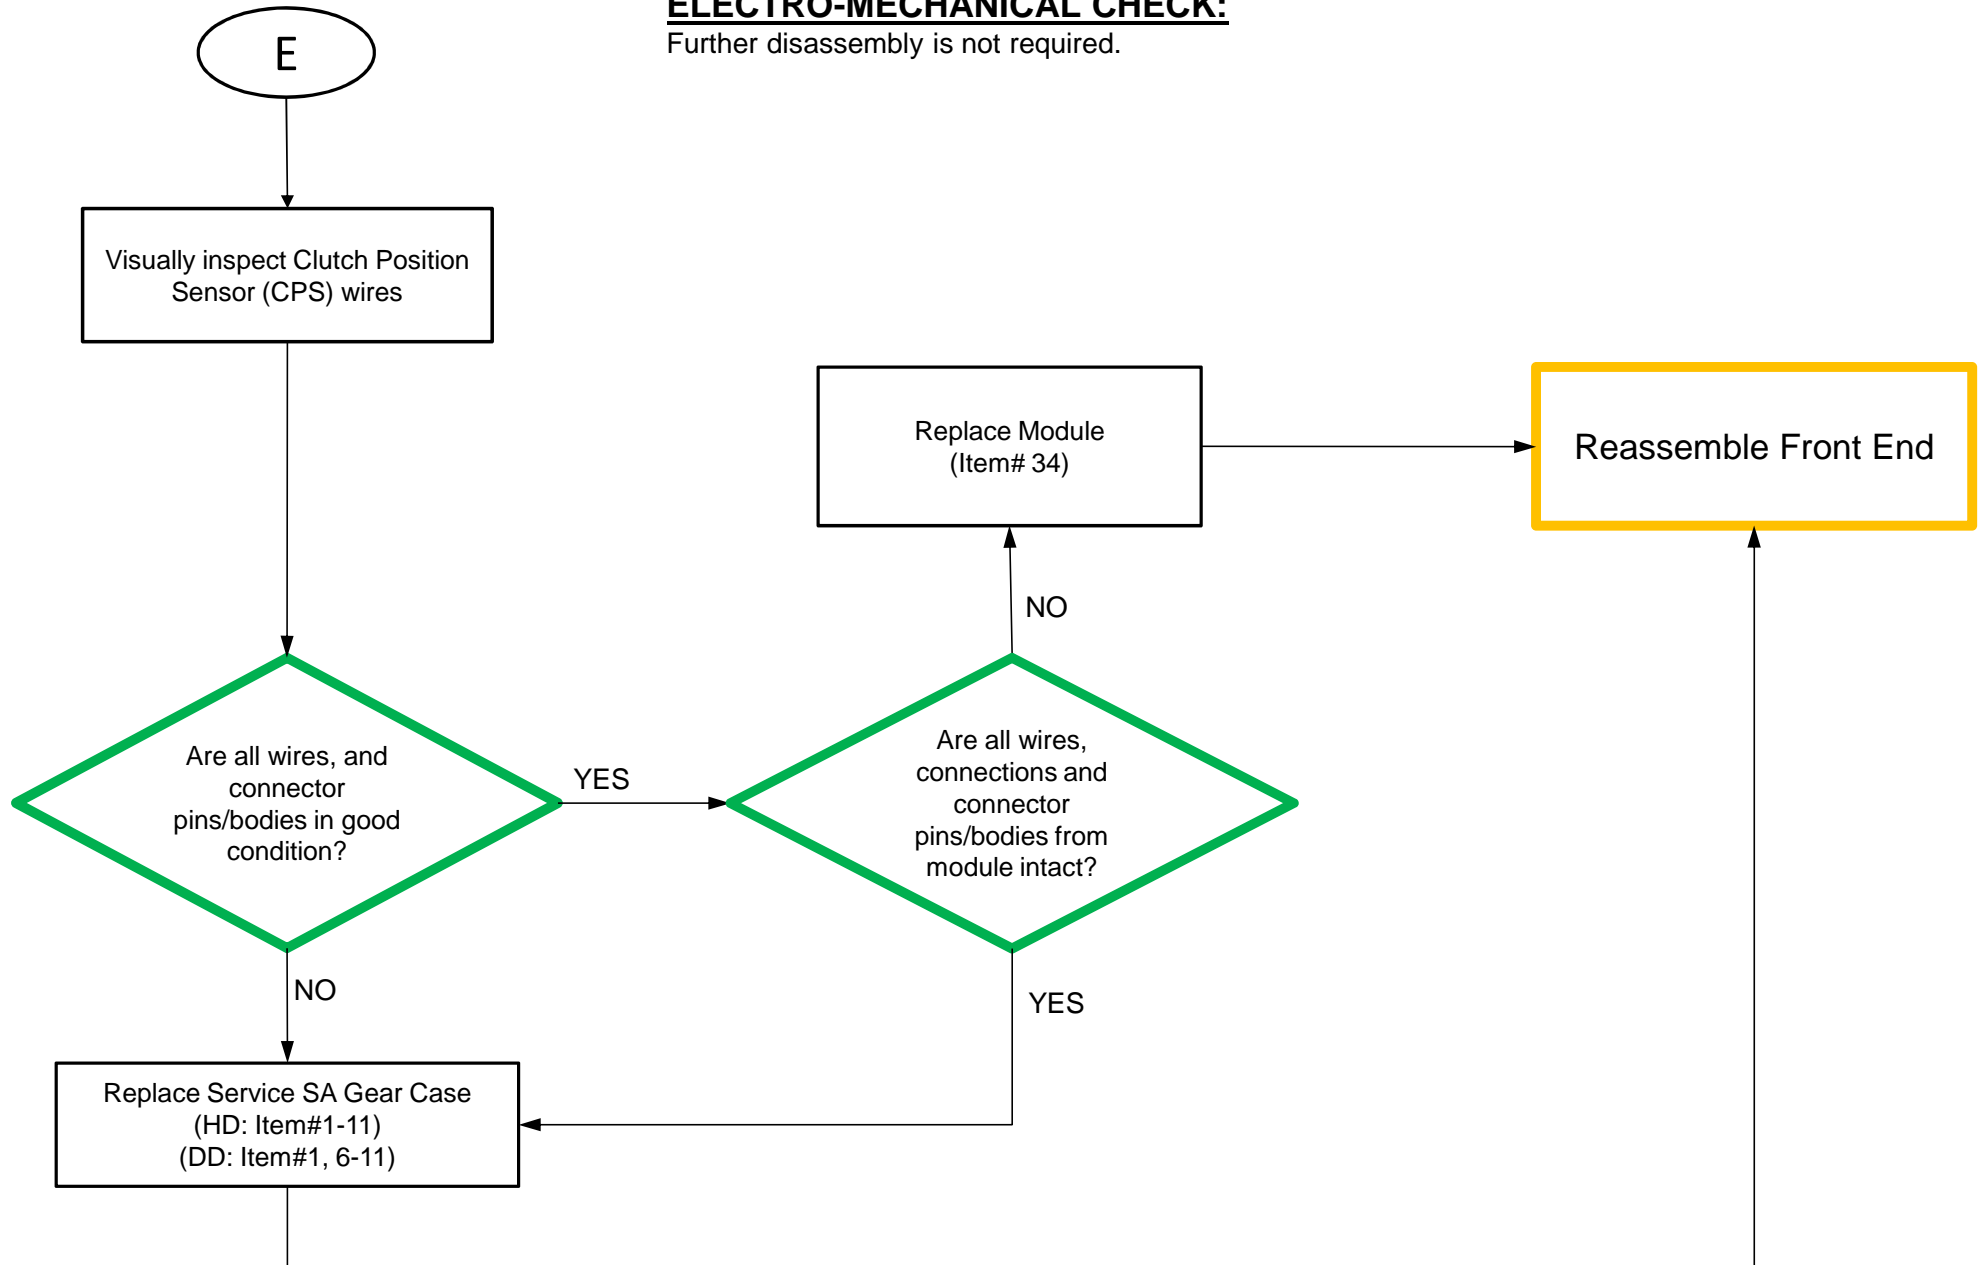 ELECTRO-MECHANICAL CHECK:
Further disassembly is not required.
E
Visually inspect Clutch Position
Sensor (CPS) wires
Replace Module
(Item# 34)
Reassemble Front End
NO
Are all wires, and
connector
pins/bodies in good
condition?
YES
Are all wires,
connections and
connector
pins/bodies from
module intact?
NO
YES
Replace Service SA Gear Case
(HD: Item#1-11)
(DD: Item#1, 6-11)